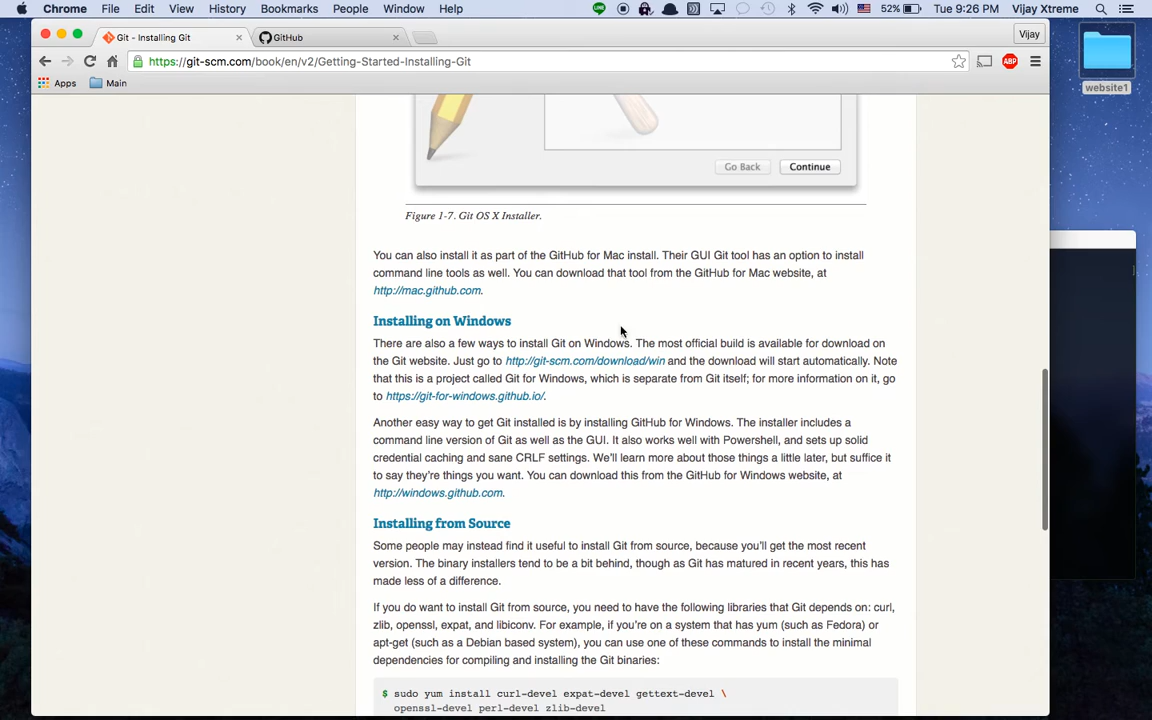 Chrome File Edit View History Bookmarks People Window Help 52% Tue 9:26 PM Vijay Xtreme
Git - Installing Git
GitHub
Vijay
https://git-scm.com/book/en/v2/Getting-Started-Installing-Git
ABP
Apps
Main
website1
Go Back
Continue
Figure 1-7. Git OS X Installer.
You can also install it as part of the GitHub for Mac install. Their GUI Git tool has an option to install
command line tools as well. You can download that tool from the GitHub for Mac website, at
http://mac.github.com.
Installing on Windows
There are also a few ways to install Git on Windows. The most official build is available for download on
the Git website. Just go to http://git-scm.com/download/win and the download will start automatically. Note
that this is a project called Git for Windows, which is separate from Git itself; for more information on it, go
to https://git-for-windows.github.io/.
Another easy way to get Git installed is by installing GitHub for Windows. The installer includes a
command line version of Git as well as the GUI. It also works well with Powershell, and sets up solid
credential caching and sane CRLF settings. We'll learn more about those things a little later, but suffice it
to say they're things you want. You can download this from the GitHub for Windows website, at
http://windows.github.com.
Installing from Source
Some people may instead find it useful to install Git from source, because you'll get the most recent
version. The binary installers tend to be a bit behind, though as Git has matured in recent years, this has
made less of a difference.
If you do want to install Git from source, you need to have the following libraries that Git depends on: curl,
zlib, openssl, expat, and libiconv. For example, if you're on a system that has yum (such as Fedora) or
apt-get (such as a Debian based system), you can use one of these commands to install the minimal
dependencies for compiling and installing the Git binaries:
$ sudo yum install curl-devel expat-devel gettext-devel \
openssl-devel perl-devel zlib-devel